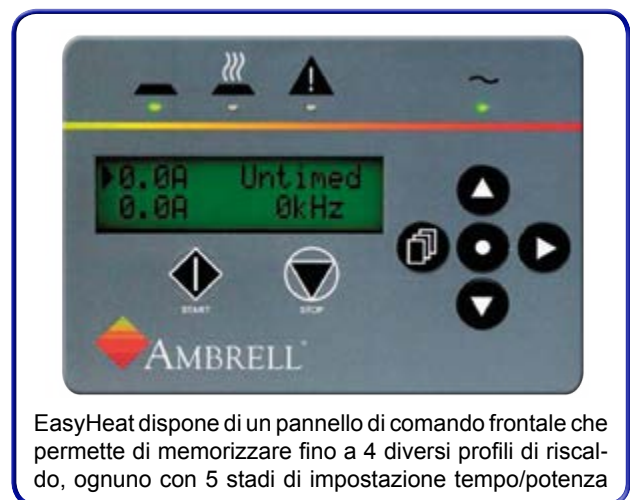 0.0A Untimed
0.0A 0kHz
START STOP
AMBRELL
EasyHeat dispone di un pannello di comando frontale che
permette di memorizzare fino a 4 diversi profili di riscal-
do, ognuno con 5 stadi di impostazione tempo/potenza